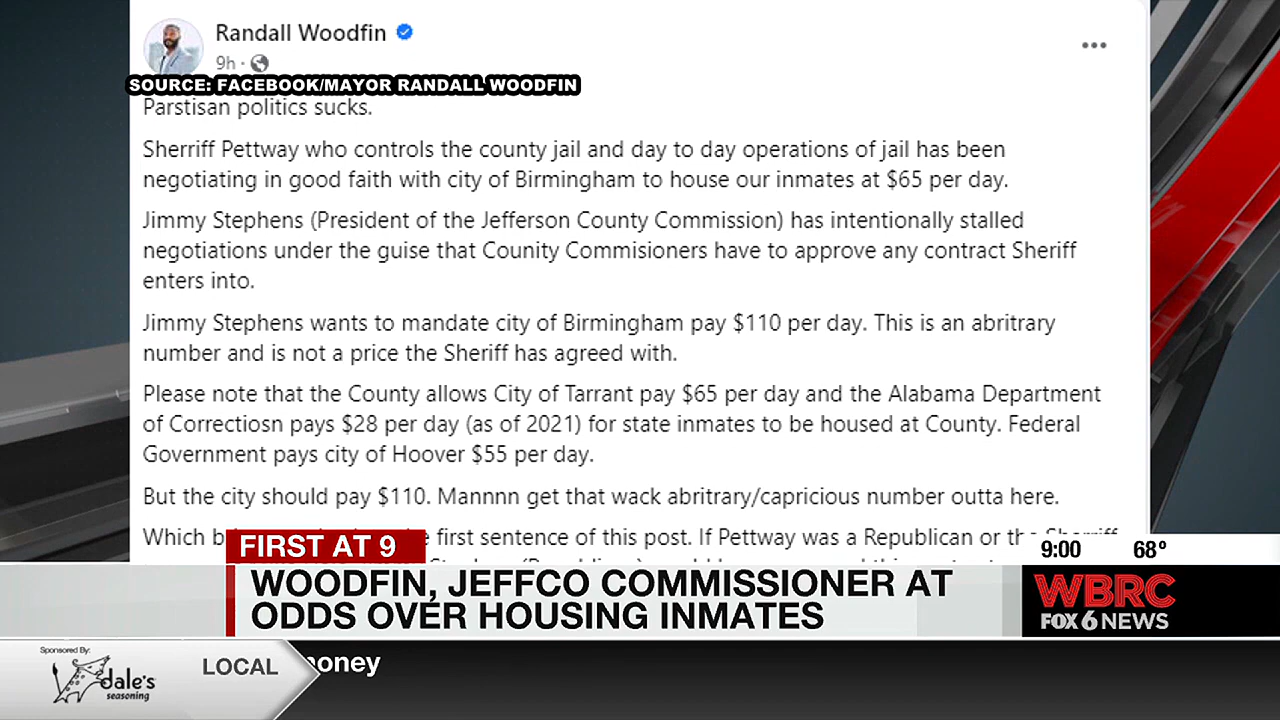 Randall Woodfin
9h ·
SOURCE: FACEBOOK/MAYOR RANDALL WOODFIN
Parstisan politics sucks.
Sherriff Pettway who controls the county jail and day to day operations of jail has been
negotiating in good faith with city of Birmingham to house our inmates at $65 per day.
Jimmy Stephens (President of the Jefferson County Commission) has intentionally stalled
negotiations under the guise that Counity Commisioners have to approve any contract Sheriff
enters into.
Jimmy Stephens wants to mandate city of Birmingham pay $110 per day. This is an abritrary
number and is not a price the Sheriff has agreed with.
Please note that the County allows City of Tarrant pay $65 per day and the Alabama Department
of Correctiosn pays $28 per day (as of 2021) for state inmates to be housed at County. Federal
Government pays city of Hoover $55 per day.
But the city should pay $110. Mannnn get that wack abritrary/capricious number outta here.
Which first sentence of this post. If Pettway was a Republican or the Sherriff
FIRST AT 9
WOODFIN, JEFFCO COMMISSIONER AT
ODDS OVER HOUSING INMATES
9:00 68°
WBRC
FOX 6 NEWS
Sponsored By:
dale's
seasoning
LOCAL
oney